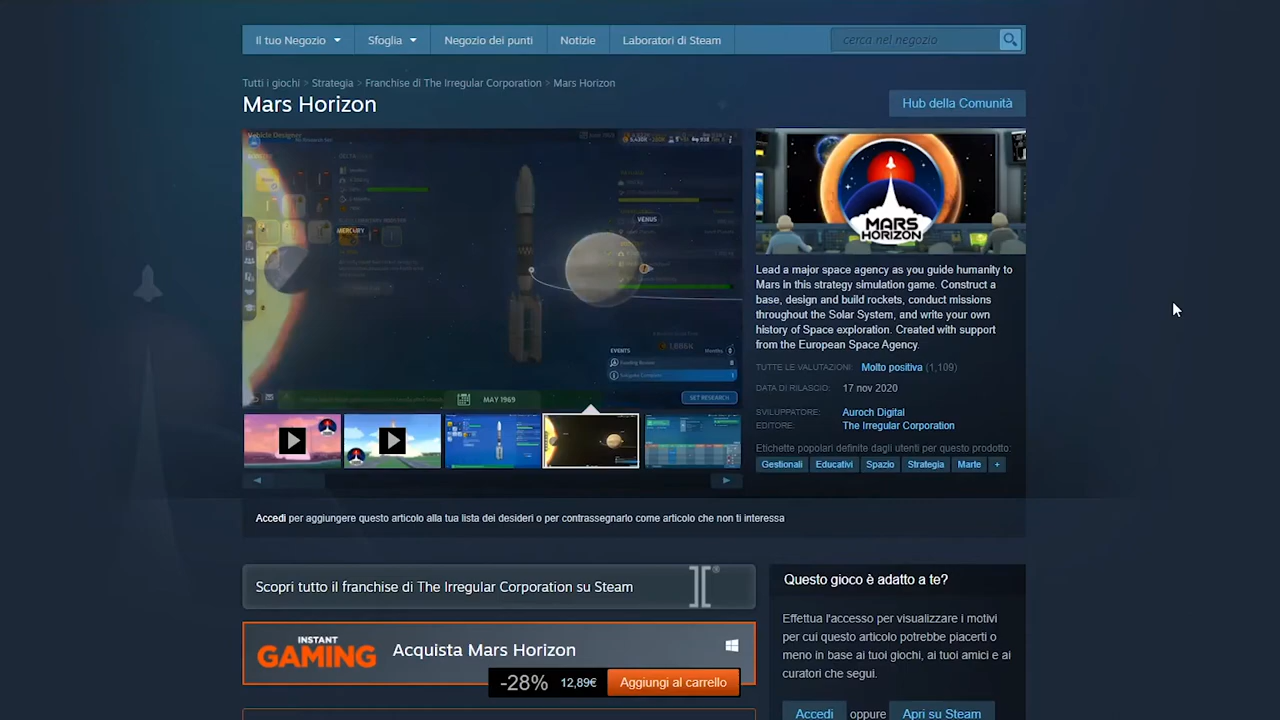 Il tuo Negozio
Sfoglia
Negozio dei punti
Notizie
Laboratori di Steam
cerca nel negozio
Tutti i giochi > Strategia > Franchise di The Irregular Corporation > Mars Horizon
Mars Horizon
Hub della Comunità
Vehicle Designer
MERCURY
VENUS
EVENTS
Months
MAY 1969
SET RESEARCH
MARS
HORIZON
Lead a major space agency as you guide humanity to
Mars in this strategy simulation game. Construct a
base, design and build rockets, conduct missions
throughout the Solar System, and write your own
history of Space exploration. Created with support
from the European Space Agency.
TUTTE LE VALUTAZIONI: Molto positiva (1,109)
DATA DI RILASCIO: 17 nov 2020
SVILUPPATORE: Auroch Digital
EDITORE: The Irregular Corporation
Etichette popolari definite dagli utenti per questo prodotto:
Gestionali Educativi Spazio Strategia Marte +
Accedi per aggiungere questo articolo alla tua lista dei desideri o per contrassegnarlo come articolo che non ti interessa
Scopri tutto il franchise di The Irregular Corporation su Steam
INSTANT
GAMING
Acquista Mars Horizon
-28% 12,89€ Aggiungi al carrello
Questo gioco è adatto a te?
Effettua l'accesso per visualizzare i motivi
per cui questo articolo potrebbe piacerti o
meno in base ai tuoi giochi, ai tuoi amici e ai
curatori che segui.
Accedi oppure Apri su Steam